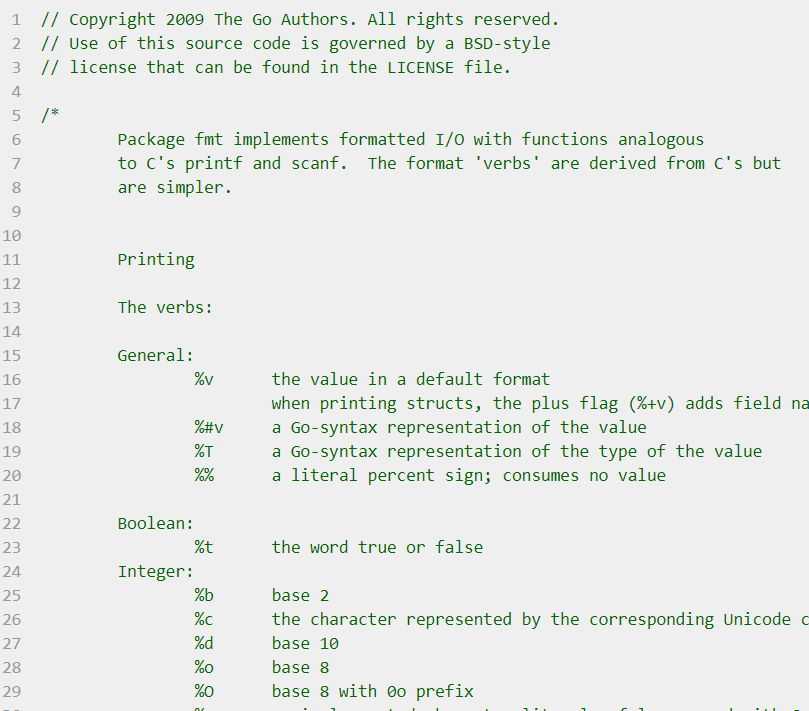 1 // Copyright 2009 The Go Authors. All rights reserved.
2 // Use of this source code is governed by a BSD-style
3 // license that can be found in the LICENSE file.
4
5 /*
6 Package fmt implements formatted I/O with functions analogous
7 to C's printf and scanf.  The format 'verbs' are derived from C's but
8 are simpler.
9
10
11 Printing
12
13 The verbs:
14
15 General:
16 %v the value in a default format
17 when printing structs, the plus flag (%+v) adds field na
18 %#v a Go-syntax representation of the value
19 %T a Go-syntax representation of the type of the value
20 %% a literal percent sign; consumes no value
21
22 Boolean:
23 %t the word true or false
24 Integer:
25 %b base 2
26 %c the character represented by the corresponding Unicode c
27 %d base 10
28 %o base 8
29 %O base 8 with 0o prefix